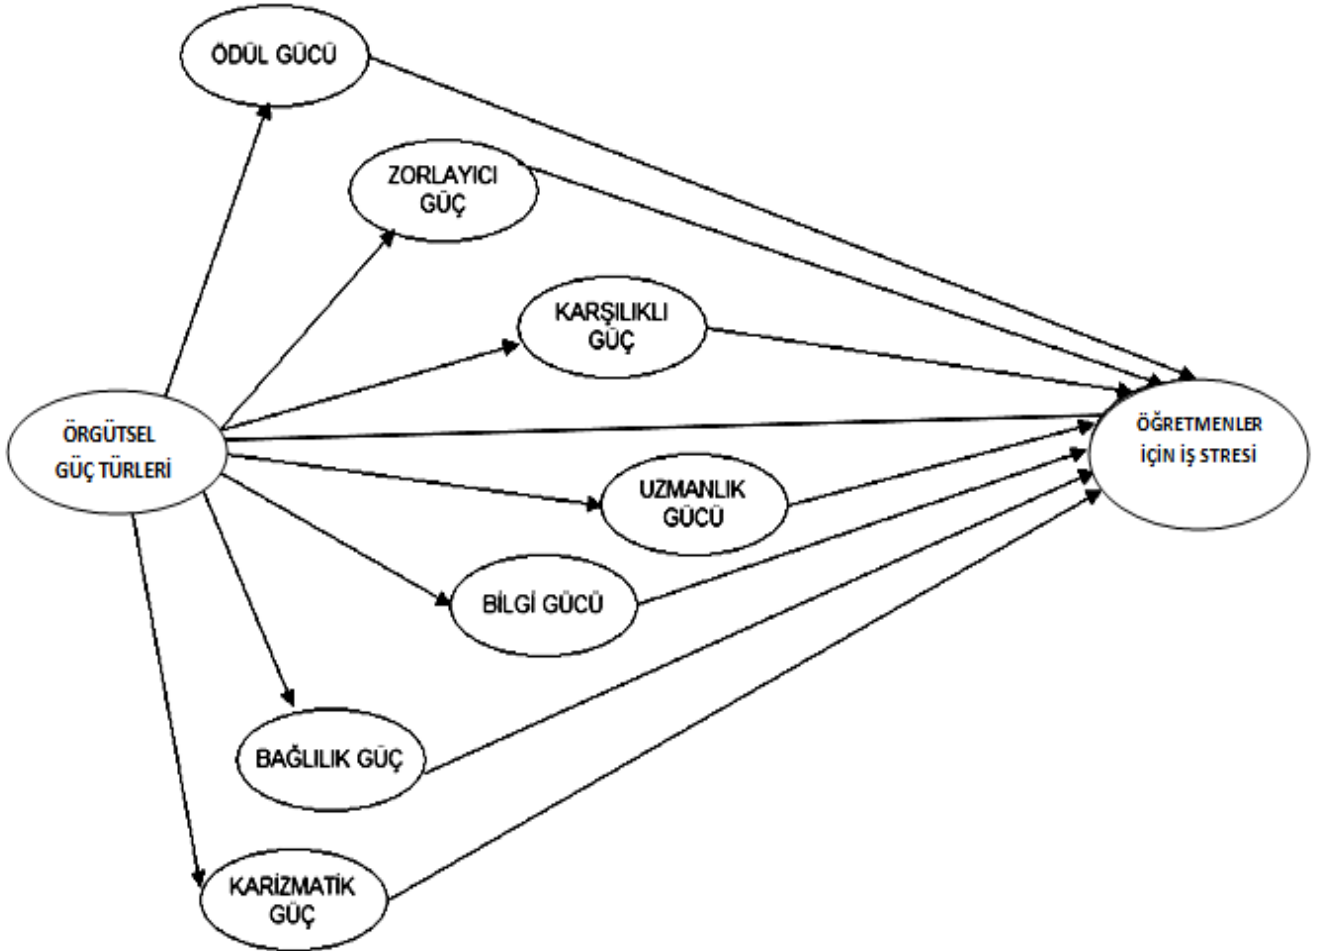 ÖDÜL GÜCÜ
ZORLAYICI
GÜÇ
KARŞILIKLI
GÜÇ
ÖRGÜTSEL
GÜÇ TÜRLERİ
ÖĞRETMENLER
İÇİN İŞ STRESİ
UZMANLIK
GÜCÜ
BİLGİ GÜCÜ
BAĞLILIK GÜÇ
KARİZMATİK
GÜÇ